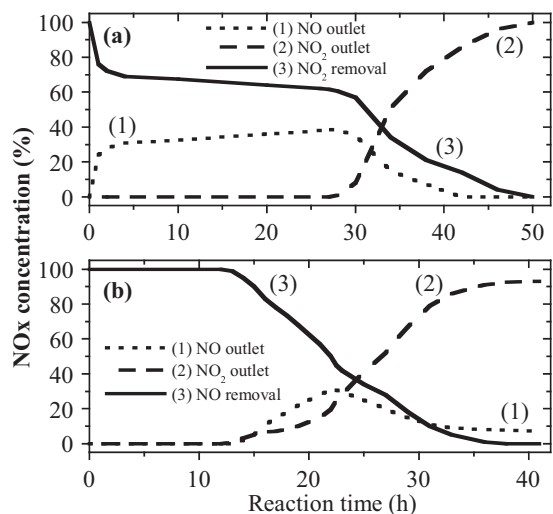 NOx concentration (%)
(a)
(1) NO outlet
(2) NO₂ outlet
(3) NO₂ removal
(1)
(2)
(3)
100
80
60
40
20
0
0 10 20 30 40 50
(b)
(1) NO outlet
(2) NO₂ outlet
(3) NO removal
(3)
(2)
(1)
100
80
60
40
20
0
0 10 20 30 40
Reaction time (h)